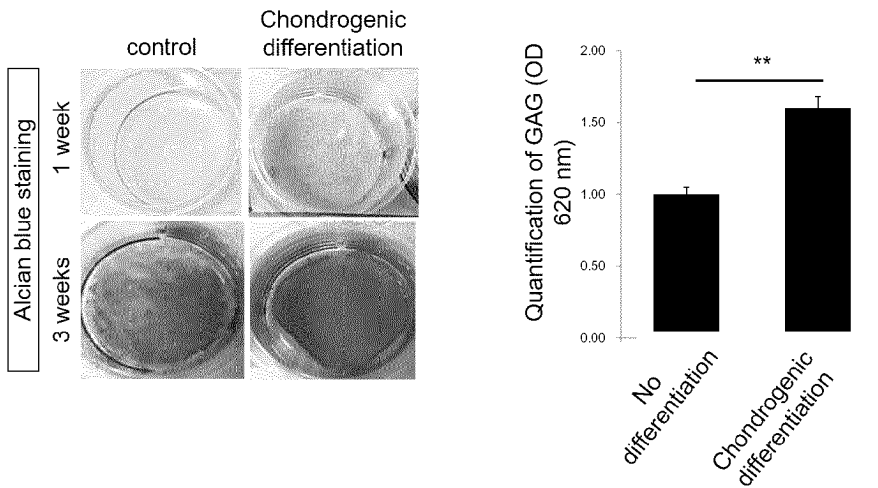 control
Chondrogenic
differentiation
Alcian blue staining
1 week
3 weeks
Quantification of GAG (OD
620 nm)
2.00
**
1.50
1.00
0.50
0.00
No
differentiation
Chondrogenic
differentiation